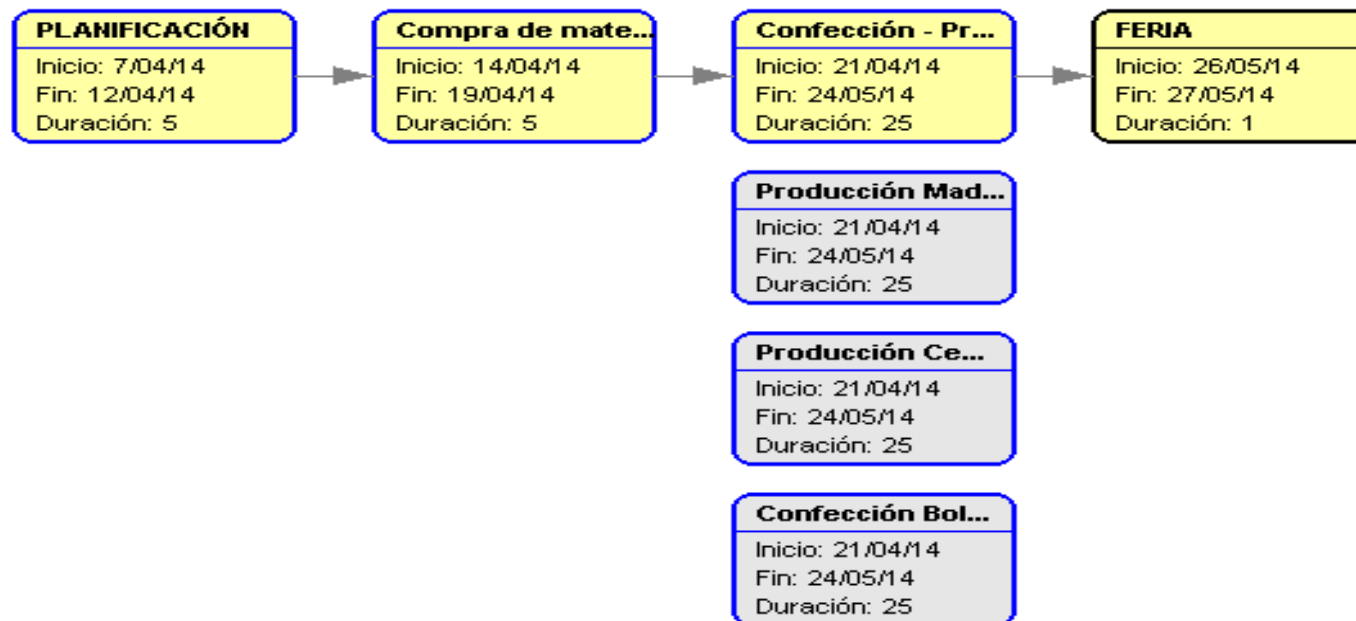 PLANIFICACIÓN
Inicio: 7/04/14
Fin: 12/04/14
Duración: 5
Compra de mate...
Inicio: 14/04/14
Fin: 19/04/14
Duración: 5
Confección - Pr...
Inicio: 21/04/14
Fin: 24/05/14
Duración: 25
FERIA
Inicio: 26/05/14
Fin: 27/05/14
Duración: 1
Producción Mad...
Inicio: 21/04/14
Fin: 24/05/14
Duración: 25
Producción Ce...
Inicio: 21/04/14
Fin: 24/05/14
Duración: 25
Confección Bol...
Inicio: 21/04/14
Fin: 24/05/14
Duración: 25